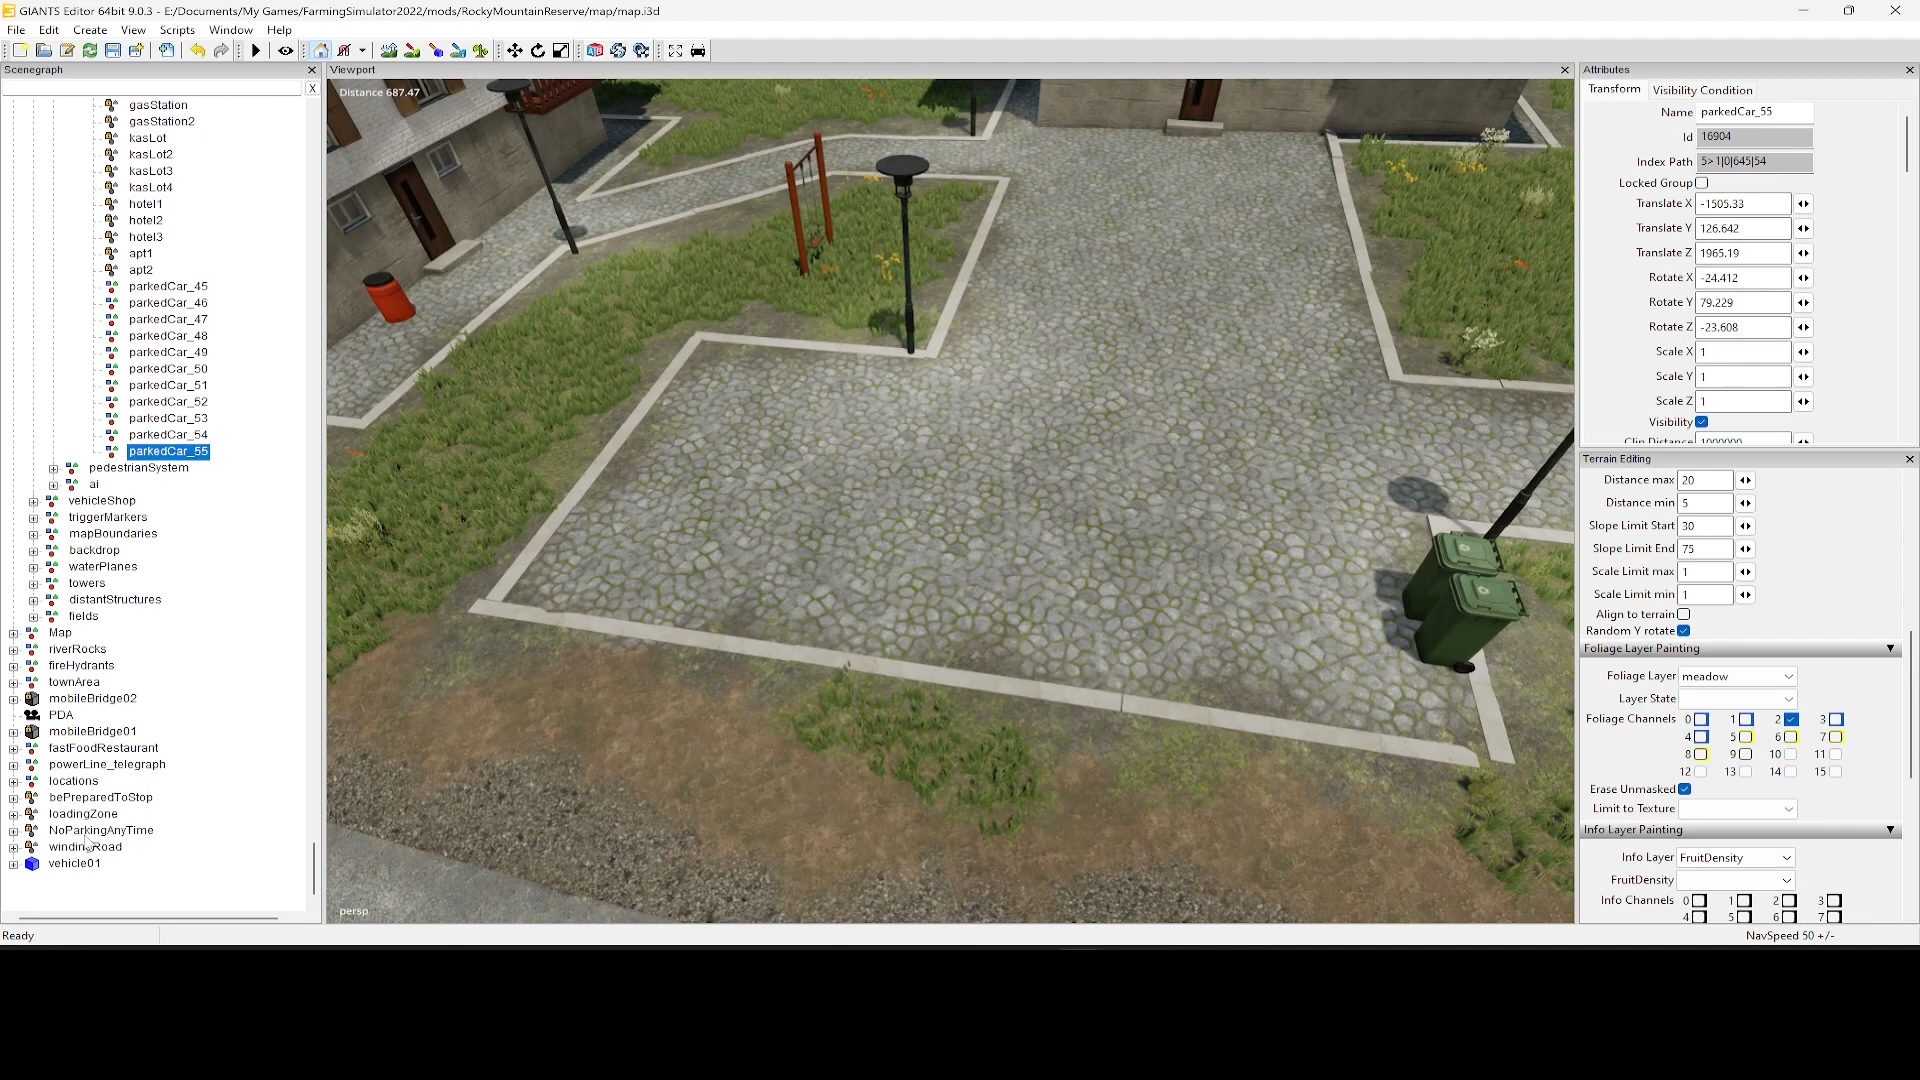 GIANTS Editor 64bit 9.0.3 - E:/Documents/My Games/FarmingSimulator2022/mods/RockyMountainReserve/map/map.i3d
File Edit Create View Scripts Window Help
Scenegraph
X
gasStation
gasStation2
kasLot
kasLot2
kasLot3
kasLot4
hotel1
hotel2
hotel3
apt1
apt2
parkedCar_45
parkedCar_46
parkedCar_47
parkedCar_48
parkedCar_49
parkedCar_50
parkedCar_51
parkedCar_52
parkedCar_53
parkedCar_54
parkedCar_55
pedestrianSystem
ai
vehicleShop
triggerMarkers
mapBoundaries
backdrop
waterPlanes
towers
distantStructures
fields
Map
riverRocks
fireHydrants
townArea
mobileBridge02
PDA
mobileBridge01
fastFoodRestaurant
powerLine_telegraph
locations
bePreparedToStop
loadingZone
NoParkingAnyTime
windingRoad
vehicle01
Viewport
Distance 687.47
persp
Attributes
Transform Visibility Condition
Name parkedCar_55
Id 16904
Index Path 5>1|0|645|54
Locked Group
Translate X -1505.33
Translate Y 126.642
Translate Z 1965.19
Rotate X -24.412
Rotate Y 79.229
Rotate Z -23.608
Scale X 1
Scale Y 1
Scale Z 1
Visibility
Clip Distance 1000000
Terrain Editing
Distance max 20
Distance min 5
Slope Limit Start 30
Slope Limit End 75
Scale Limit max 1
Scale Limit min 1
Align to terrain
Random Y rotate
Foliage Layer Painting
Foliage Layer meadow
Layer State
Foliage Channels 0 1 2 3
4 5 6 7
8 9 10 11
12 13 14 15
Erase Unmasked
Limit to Texture
Info Layer Painting
Info Layer FruitDensity
FruitDensity
Info Channels 0 1 2 3
4 5 6 7
Ready
NavSpeed 50 +/-